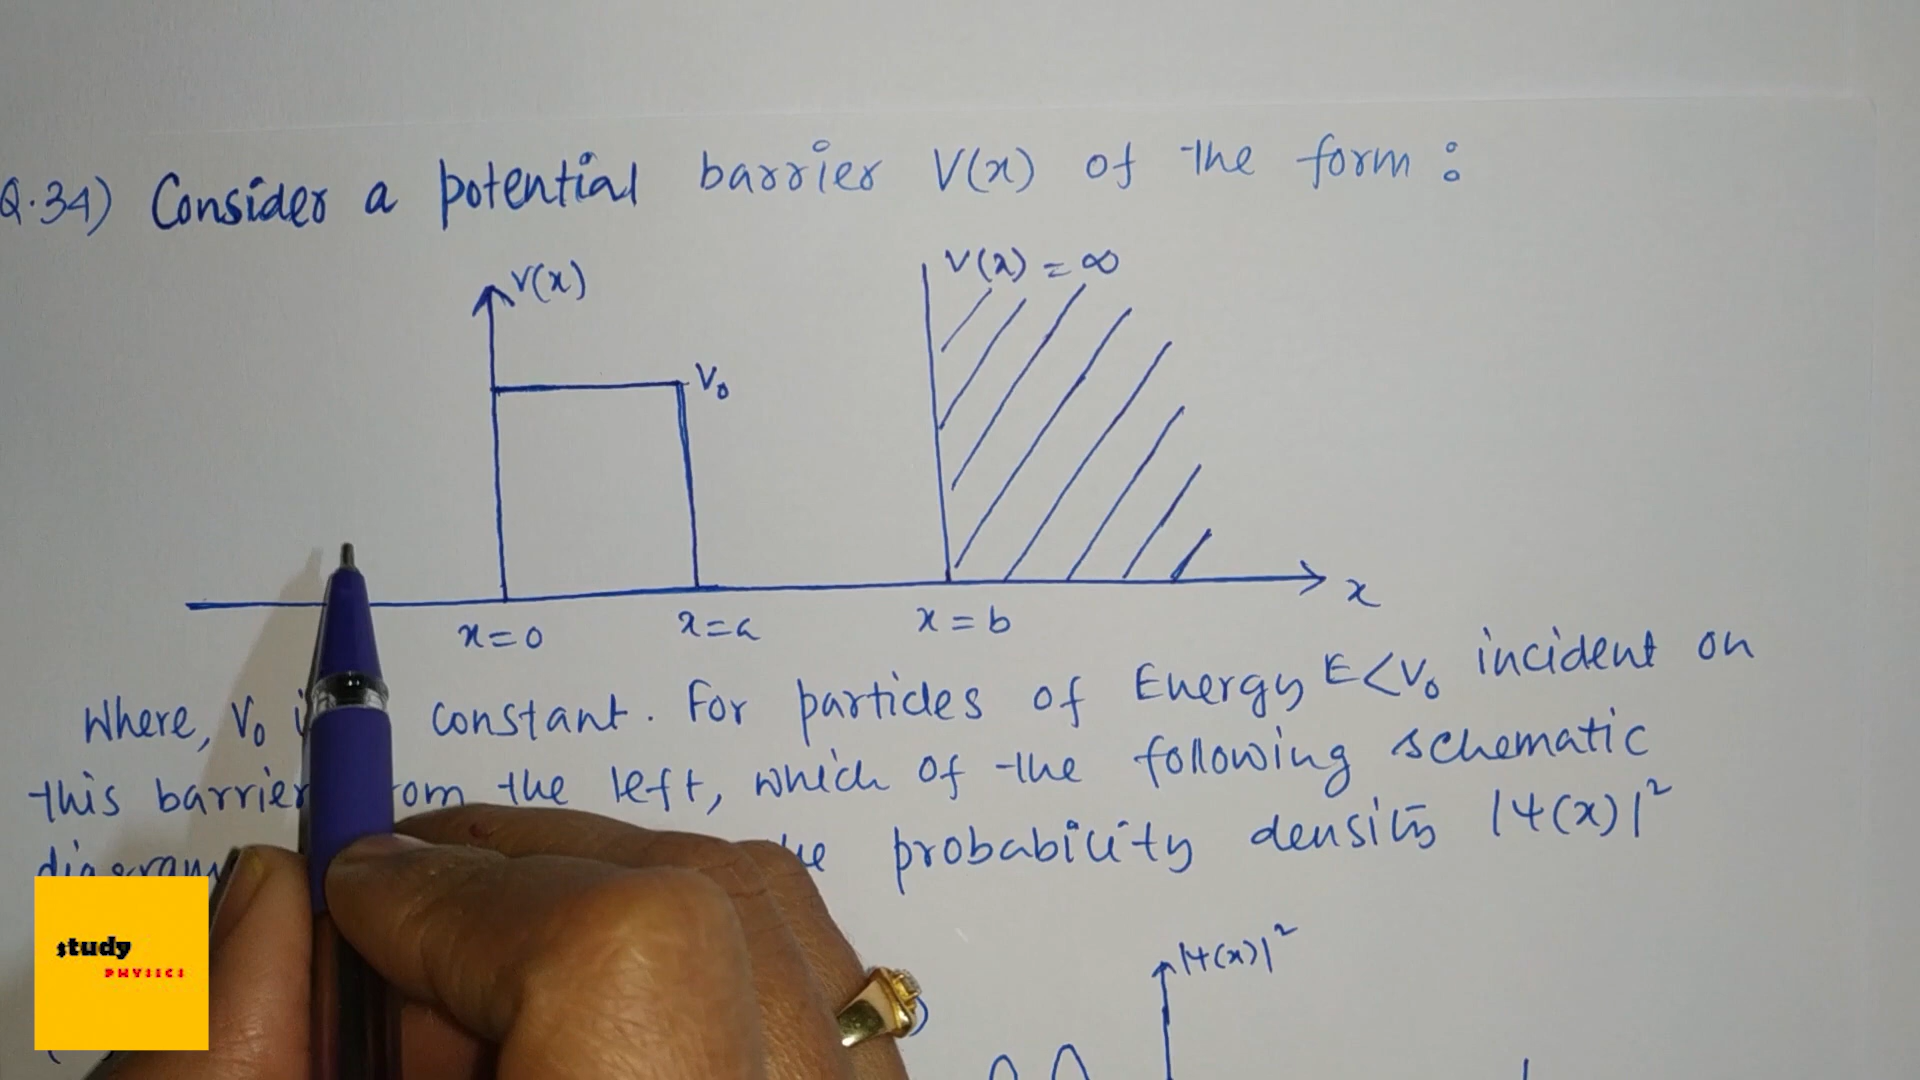 Q.34) Consider a potential barrier V(x) of the form :
V(x)
V(x) = ∞
V₀
x=0
x=a
x = b
x
Where, V₀ constant. For particles of Energy E<V₀ incident on
this barrier the left, which of the following schematic
probability density |ψ(x)|²
|ψ(x)|²
study
PHYSICS